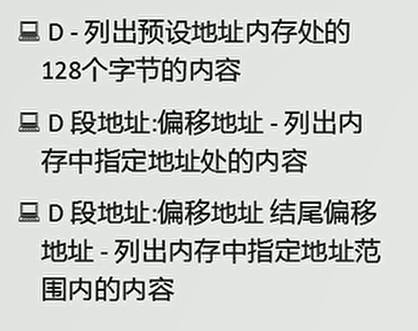 D - 列出预设地址内存处的
128个字节的内容
D 段地址:偏移地址 - 列出内
存中指定地址处的内容
D 段地址:偏移地址 结尾偏移
地址 - 列出内存中指定地址范
围内的内容